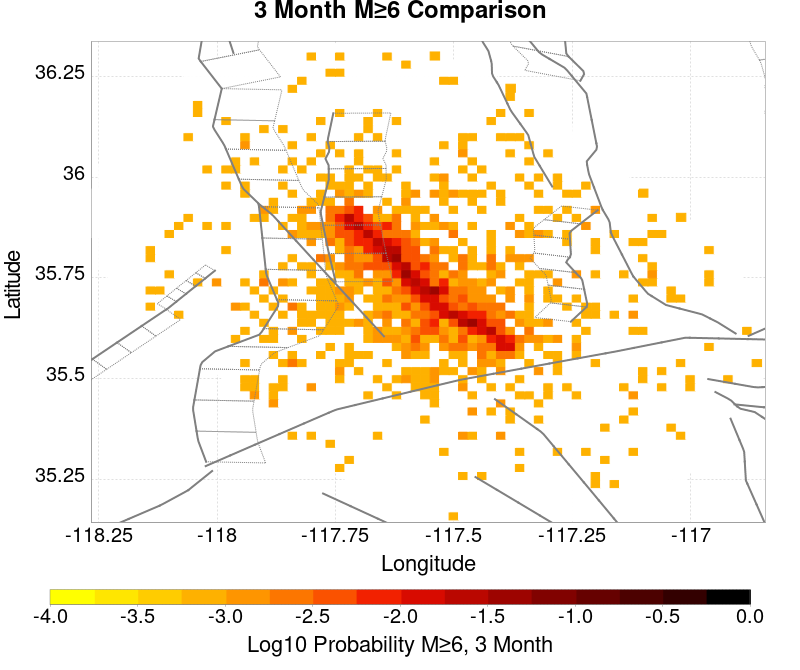 3 Month M≥6 Comparison
36.25
36
35.75
35.5
35.25
Latitude
-118.25 -118 -117.75 -117.5 -117.25 -117
Longitude
-4.0 -3.5 -3.0 -2.5 -2.0 -1.5 -1.0 -0.5 0.0
Log10 Probability M≥6, 3 Month